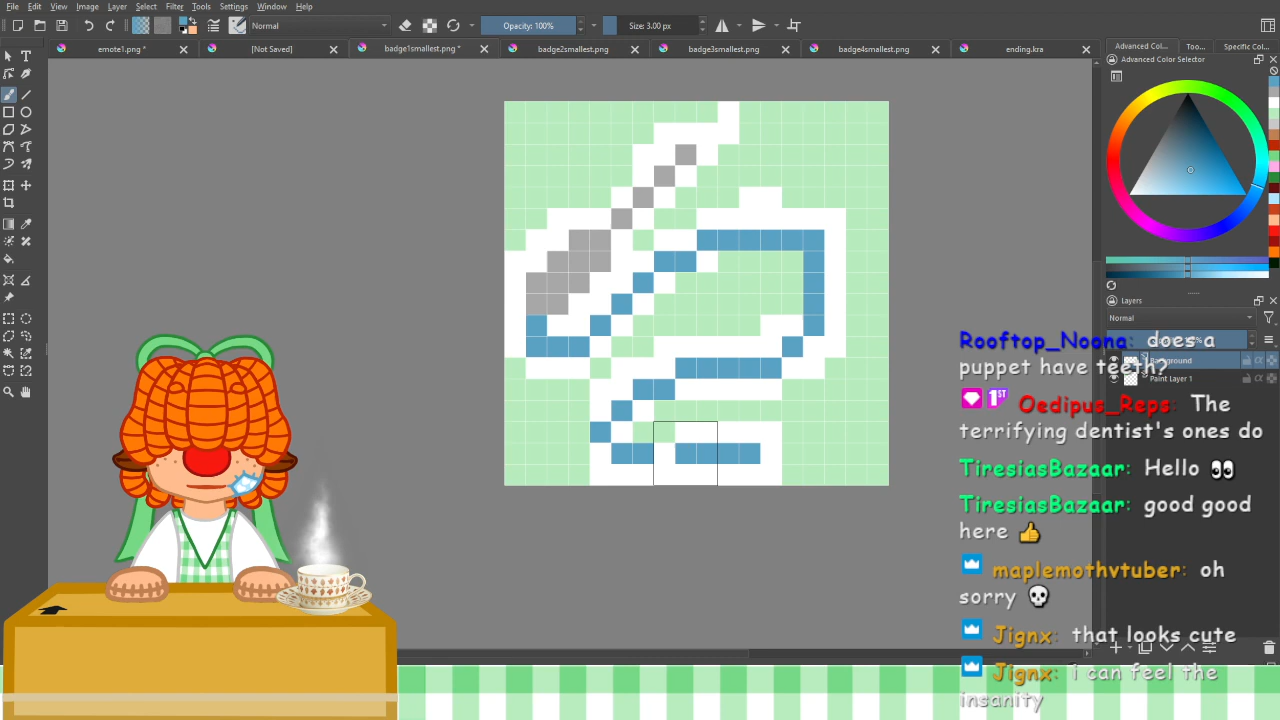 File Edit View Image Layer Select Filter Tools Settings Window Help
Normal Opacity: 100% Size: 3.00 px
emote1.png * [Not Saved] badge1smallest.png * badge2smallest.png badge3smallest.png badge4smallest.png ending.kra
Advanced Col... Too... Specific Col...
Advanced Color Selector
Layers
Normal
Background
Paint Layer 1
Rooftop_Noona: does a
puppet have teeth?
1ST Oedipus_Reps: The
terrifying dentist's ones do
TiresiasBazaar: Hello 👀
TiresiasBazaar: good good
here 👍
maplemothvtuber: oh
sorry 💀
Jignx: that looks cute
Jignx: i can feel the
insanity